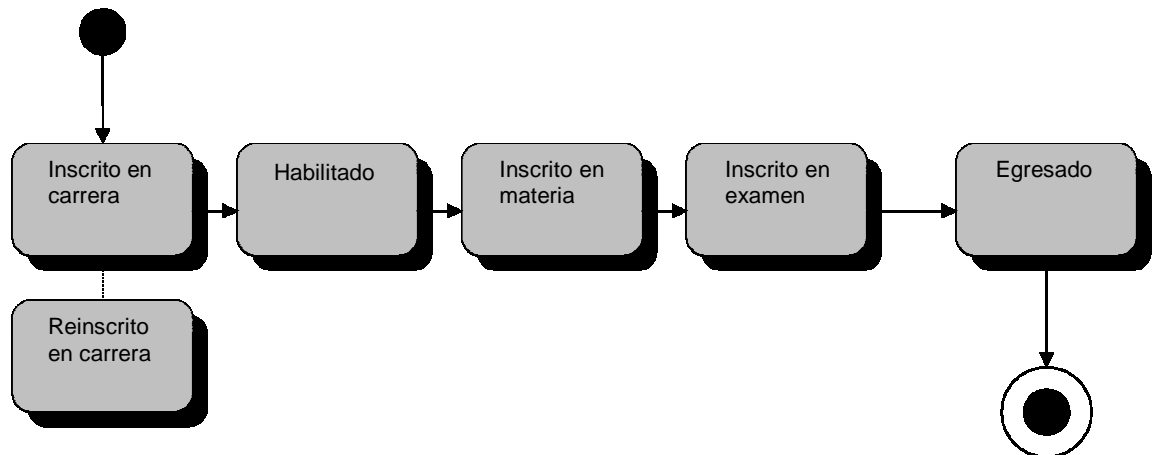 Inscrito en
carrera
Habilitado
Inscrito en
materia
Inscrito en
examen
Egresado
Reinscrito
en carrera